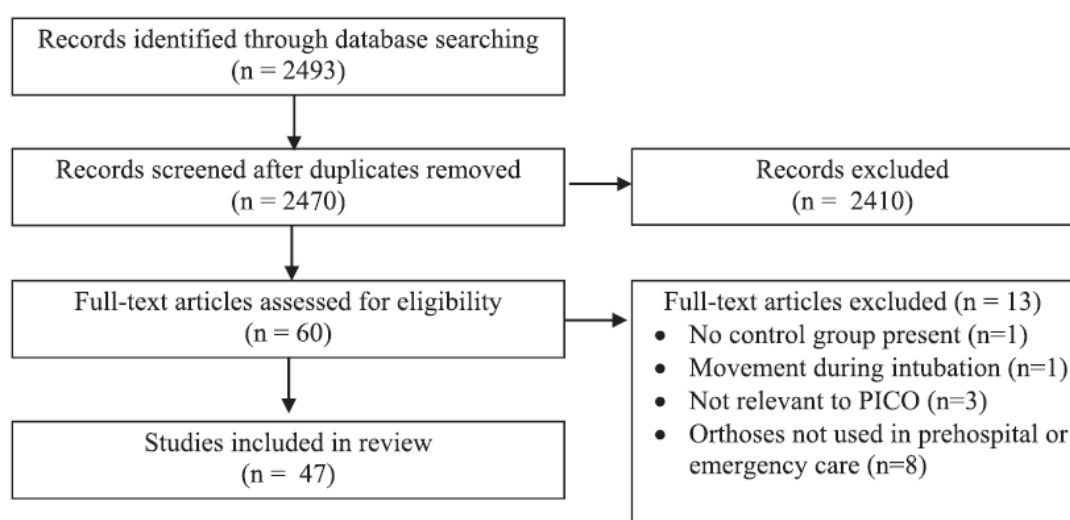 Records identified through database searching
(n = 2493)
Records screened after duplicates removed
(n = 2470)
Records excluded
(n = 2410)
Full-text articles assessed for eligibility
(n = 60)
Full-text articles excluded (n = 13)
• No control group present (n=1)
• Movement during intubation (n=1)
• Not relevant to PICO (n=3)
• Orthoses not used in prehospital or
emergency care (n=8)
Studies included in review
(n = 47)